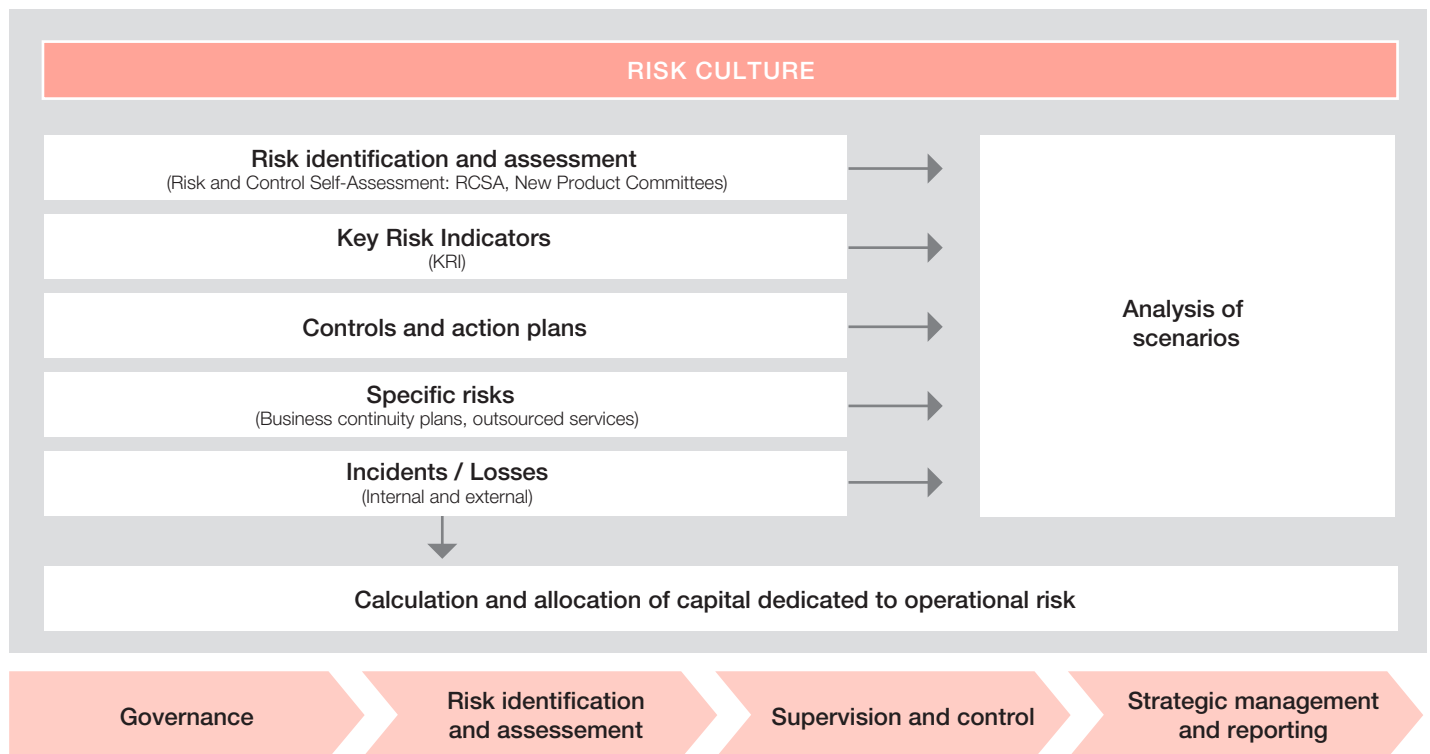 RISK CULTURE
Risk identification and assessment
(Risk and Control Self-Assessment: RCSA, New Product Committees)
Key Risk Indicators
(KRI)
Controls and action plans
Specific risks
(Business continuity plans, outsourced services)
Incidents / Losses
(Internal and external)
Analysis of
scenarios
Calculation and allocation of capital dedicated to operational risk
Governance
Risk identification
and assessement
Supervision and control
Strategic management
and reporting